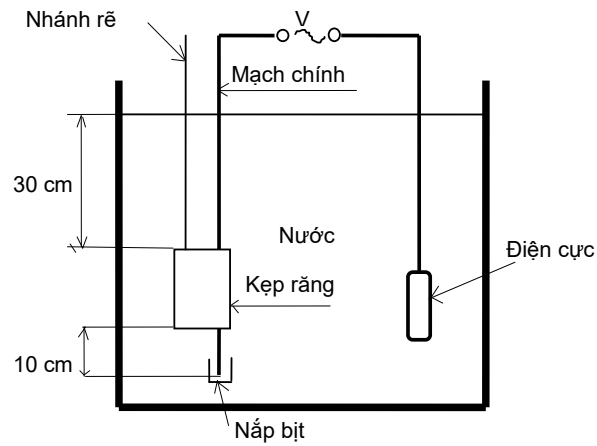 Nhánh rẽ
V
Mạch chính
30 cm
Nước
Điện cực
Kẹp răng
10 cm
Nắp bịt